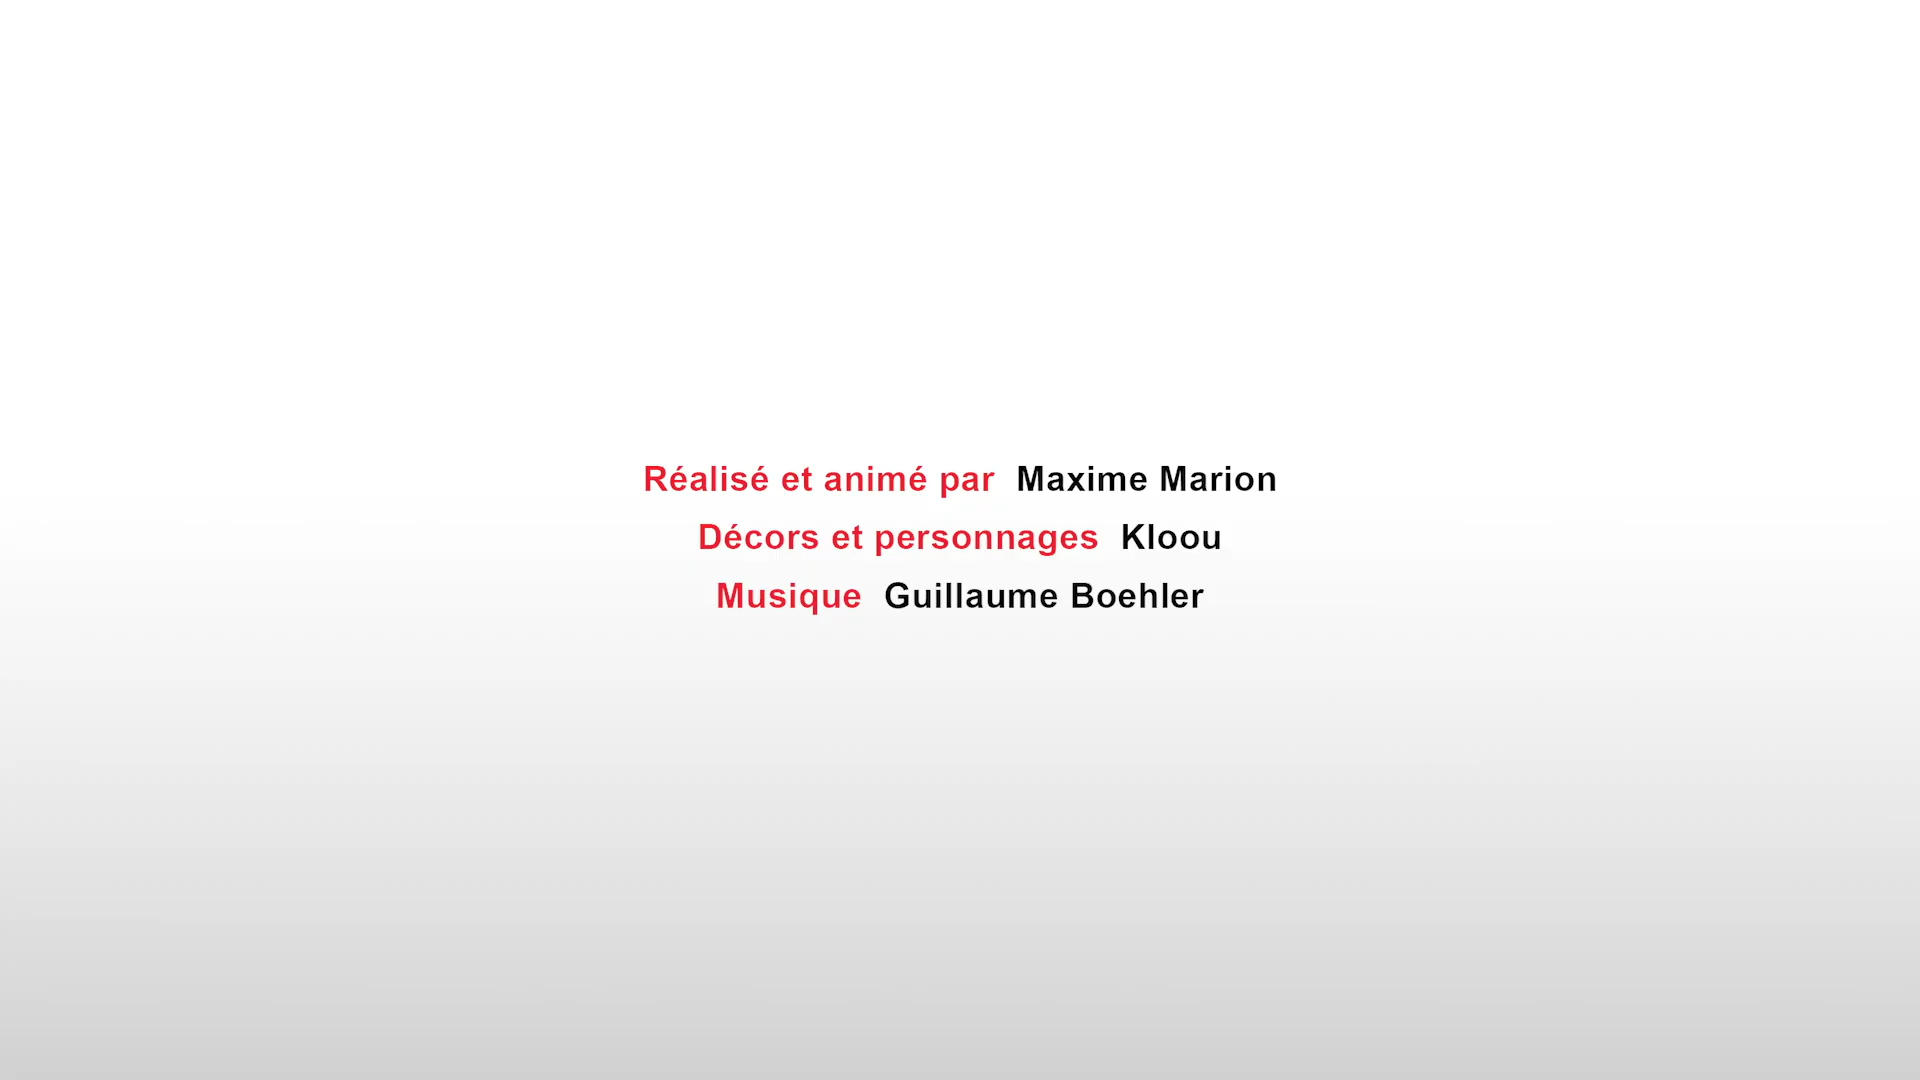 Réalisé et animé par Maxime Marion
Décors et personnages Kloou
Musique Guillaume Boehler